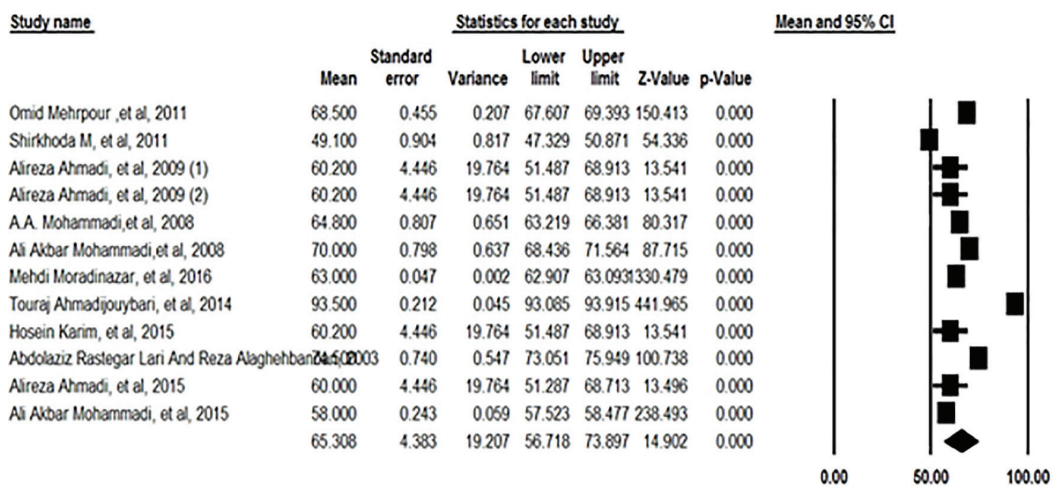 Study name Statistics for each study Mean and 95% CI
Standard Lower Upper
Mean error Variance limit limit Z-Value p-Value
Omid Mehrpour ,et al, 2011 68.500 0.455 0.207 67.607 69.393 150.413 0.000
Shirkhoda M, et al, 2011 49.100 0.904 0.817 47.329 50.871 54.336 0.000
Alireza Ahmadi, et al, 2009 (1) 60.200 4.446 19.764 51.487 68.913 13.541 0.000
Alireza Ahmadi, et al, 2009 (2) 60.200 4.446 19.764 51.487 68.913 13.541 0.000
A.A. Mohammadi,et al, 2008 64.800 0.807 0.651 63.219 66.381 80.317 0.000
Ali Akbar Mohammadi,et al, 2008 70.000 0.798 0.637 68.436 71.564 87.715 0.000
Mehdi Moradinazar, et al, 2016 63.000 0.047 0.002 62.907 63.093 1330.479 0.000
Touraj Ahmadijouybari, et al, 2014 93.500 0.212 0.045 93.085 93.915 441.965 0.000
Hosein Karim, et al, 2015 60.200 4.446 19.764 51.487 68.913 13.541 0.000
Abdolaziz Rastegar Lari And Reza 2003 74.500 0.740 0.547 73.051 75.949 100.738 0.000
Alireza Ahmadi, et al, 2015 60.000 4.446 19.764 51.287 68.713 13.496 0.000
Ali Akbar Mohammadi, et al, 2015 58.000 0.243 0.059 57.523 58.477 238.493 0.000
65.308 4.383 19.207 56.718 73.897 14.902 0.000
0.00 50.00 100.00